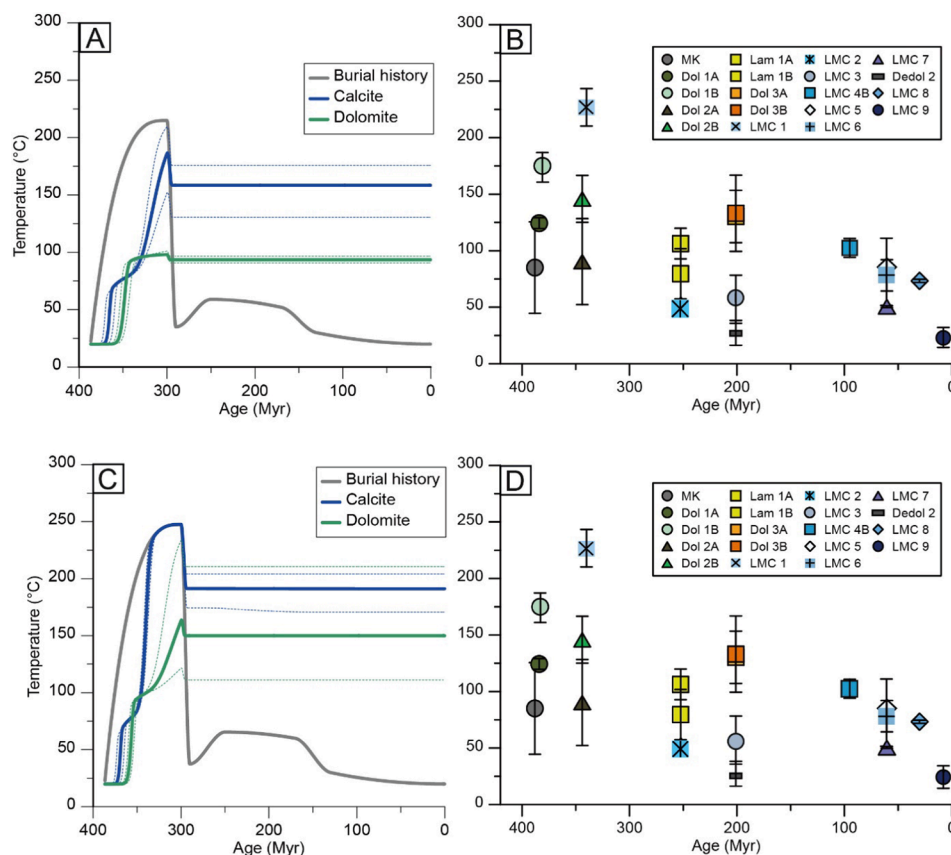 A
300
250
200
150
100
50
0
Temperature (°C)
400 300 200 100 0
Age (Myr)
Burial history
Calcite
Dolomite
B
300
250
200
150
100
50
0
400 300 200 100 0
Age (Myr)
MK Lam 1A LMC 2 LMC 7
Dol 1A Lam 1B LMC 3 Dedol 2
Dol 1B Dol 3A LMC 4B LMC 8
Dol 2A Dol 3B LMC 5 LMC 9
Dol 2B LMC 1 LMC 6
C
300
250
200
150
100
50
0
Temperature (°C)
400 300 200 100 0
Age (Myr)
Burial history
Calcite
Dolomite
D
300
250
200
150
100
50
0
400 300 200 100 0
Age (Myr)
MK Lam 1A LMC 2 LMC 7
Dol 1A Lam 1B LMC 3 Dedol 2
Dol 1B Dol 3A LMC 4B LMC 8
Dol 2A Dol 3B LMC 5 LMC 9
Dol 2B LMC 1 LMC 6